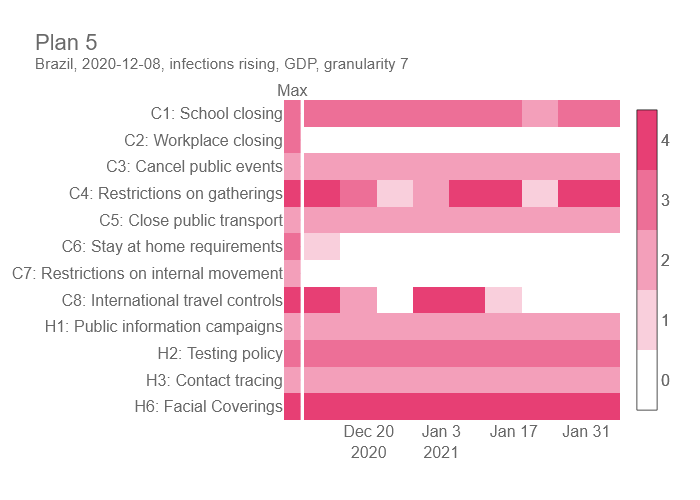 Plan 5
Brazil, 2020-12-08, infections rising, GDP, granularity 7
Max
C1: School closing
C2: Workplace closing
C3: Cancel public events
C4: Restrictions on gatherings
C5: Close public transport
C6: Stay at home requirements
C7: Restrictions on internal movement
C8: International travel controls
H1: Public information campaigns
H2: Testing policy
H3: Contact tracing
H6: Facial Coverings
Dec 20 Jan 3 Jan 17 Jan 31
2020 2021
4
3
2
1
0